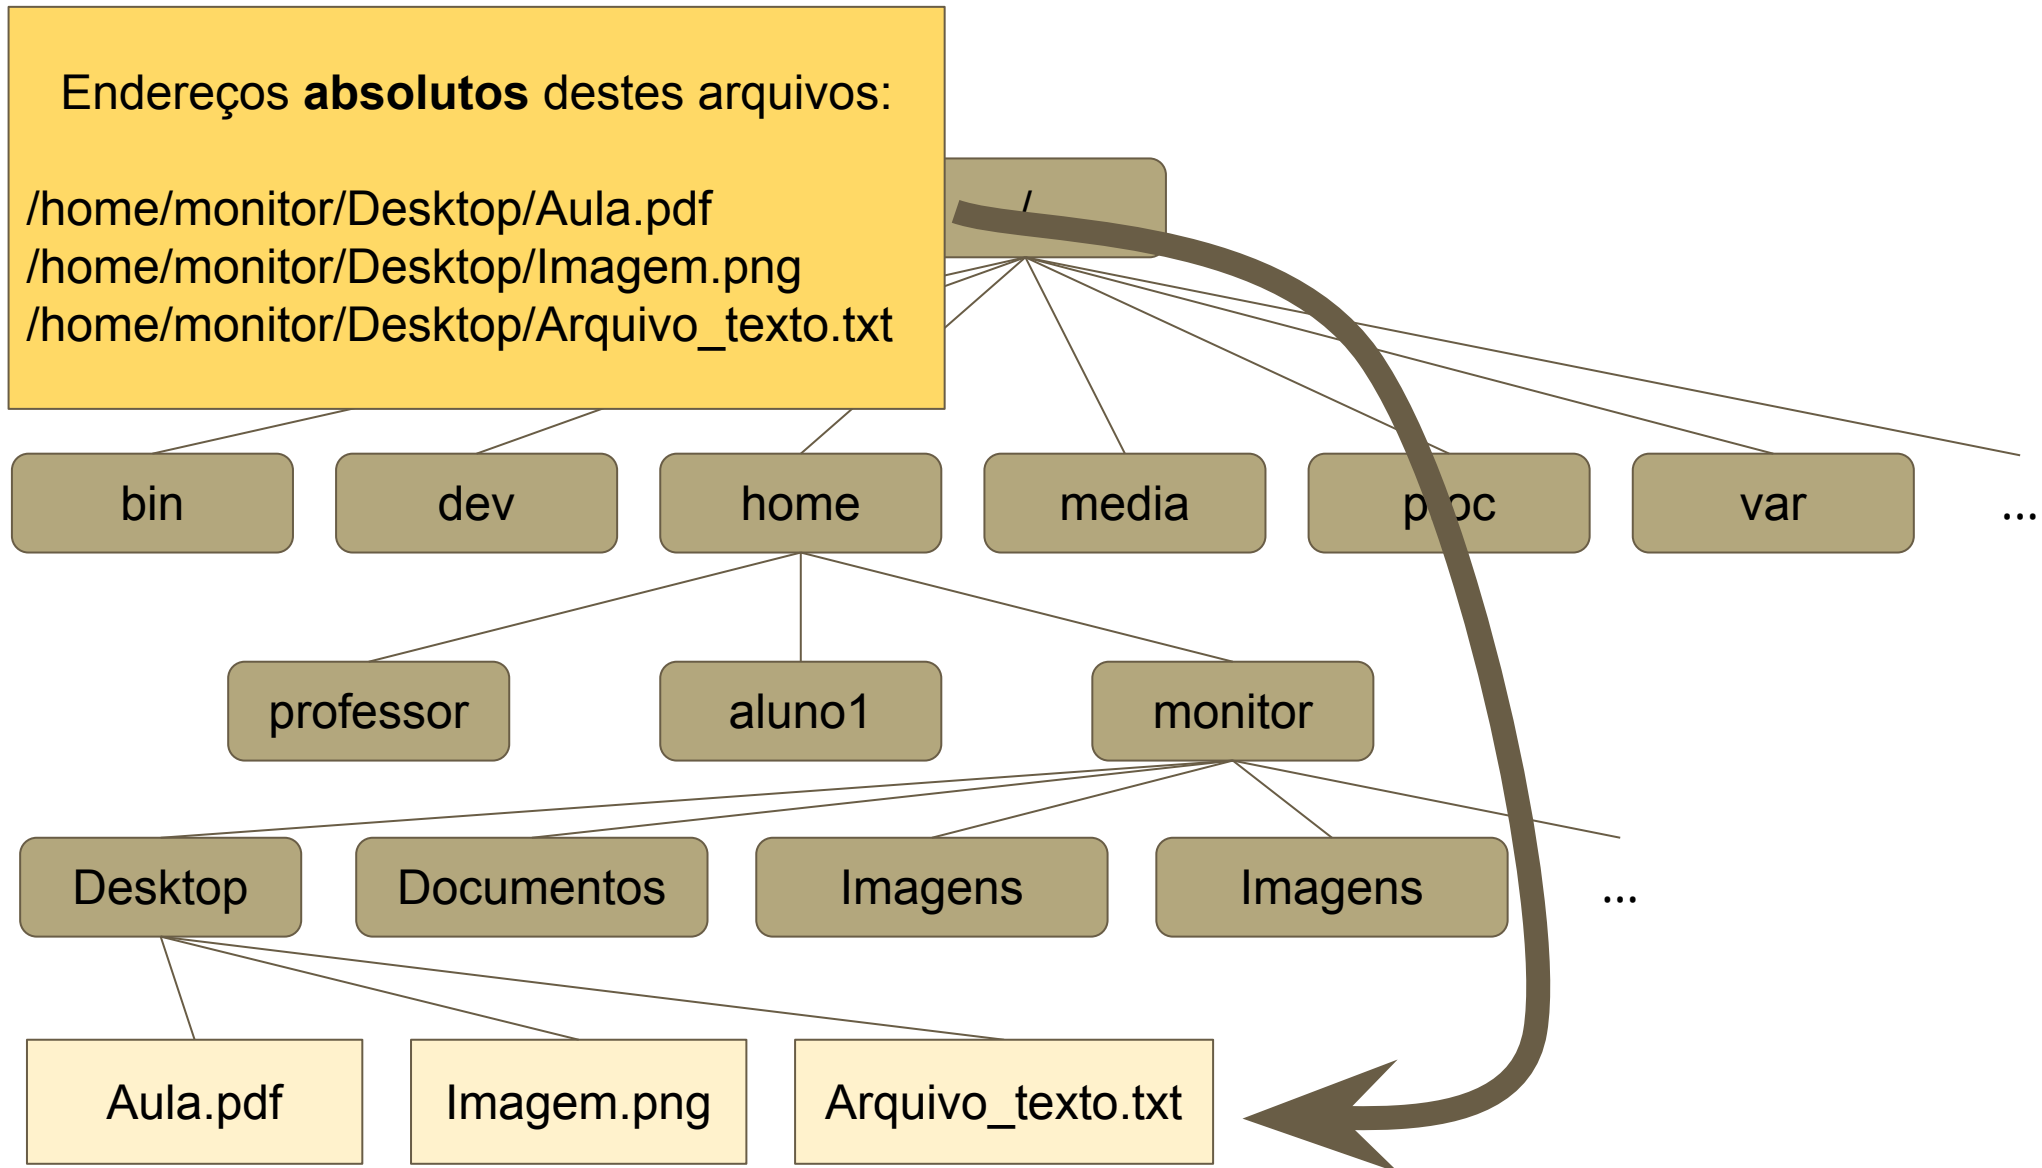 Endereços absolutos destes arquivos:
/home/monitor/Desktop/Aula.pdf
/home/monitor/Desktop/Imagem.png
/home/monitor/Desktop/Arquivo_texto.txt
/
bin
dev
home
media
proc
var
...
professor
aluno1
monitor
Desktop
Documentos
Imagens
Imagens
...
Aula.pdf
Imagem.png
Arquivo_texto.txt